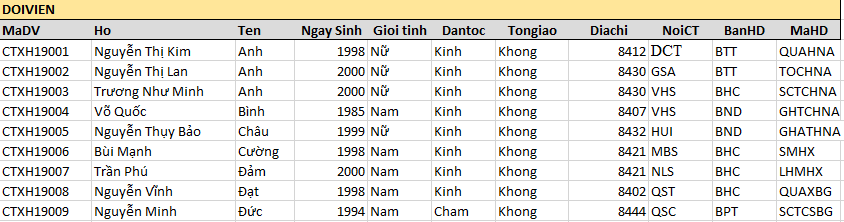 DOIVIEN
MaDV Ho Ten Ngay Sinh Gioi tinh Dantoc Tongiao Diachi NoiCT BanHD MaHD
CTXH19001 Nguyễn Thị Kim Anh 1998 Nữ Kinh Khong 8412 DCT BTT QUAHNA
CTXH19002 Nguyễn Thị Lan Anh 2000 Nữ Kinh Khong 8430 GSA BTT TOCHNA
CTXH19003 Trương Như Minh Anh 2000 Nữ Kinh Khong 8430 VHS BHC SCTCHNA
CTXH19004 Võ Quốc Bình 1985 Nam Kinh Khong 8407 VHS BND GHTCHNA
CTXH19005 Nguyễn Thụy Bảo Châu 1999 Nữ Kinh Khong 8432 HUI BND GHATHNA
CTXH19006 Bùi Mạnh Cường 1998 Nam Kinh Khong 8421 MBS BHC SMHX
CTXH19007 Trần Phú Đảm 2000 Nam Kinh Khong 8421 NLS BHC LHMHX
CTXH19008 Nguyễn Vĩnh Đạt 1998 Nam Kinh Khong 8402 QST BHC QUAXBG
CTXH19009 Nguyễn Minh Đức 1994 Nam Cham Khong 8444 QSC BPT SCTCSBG